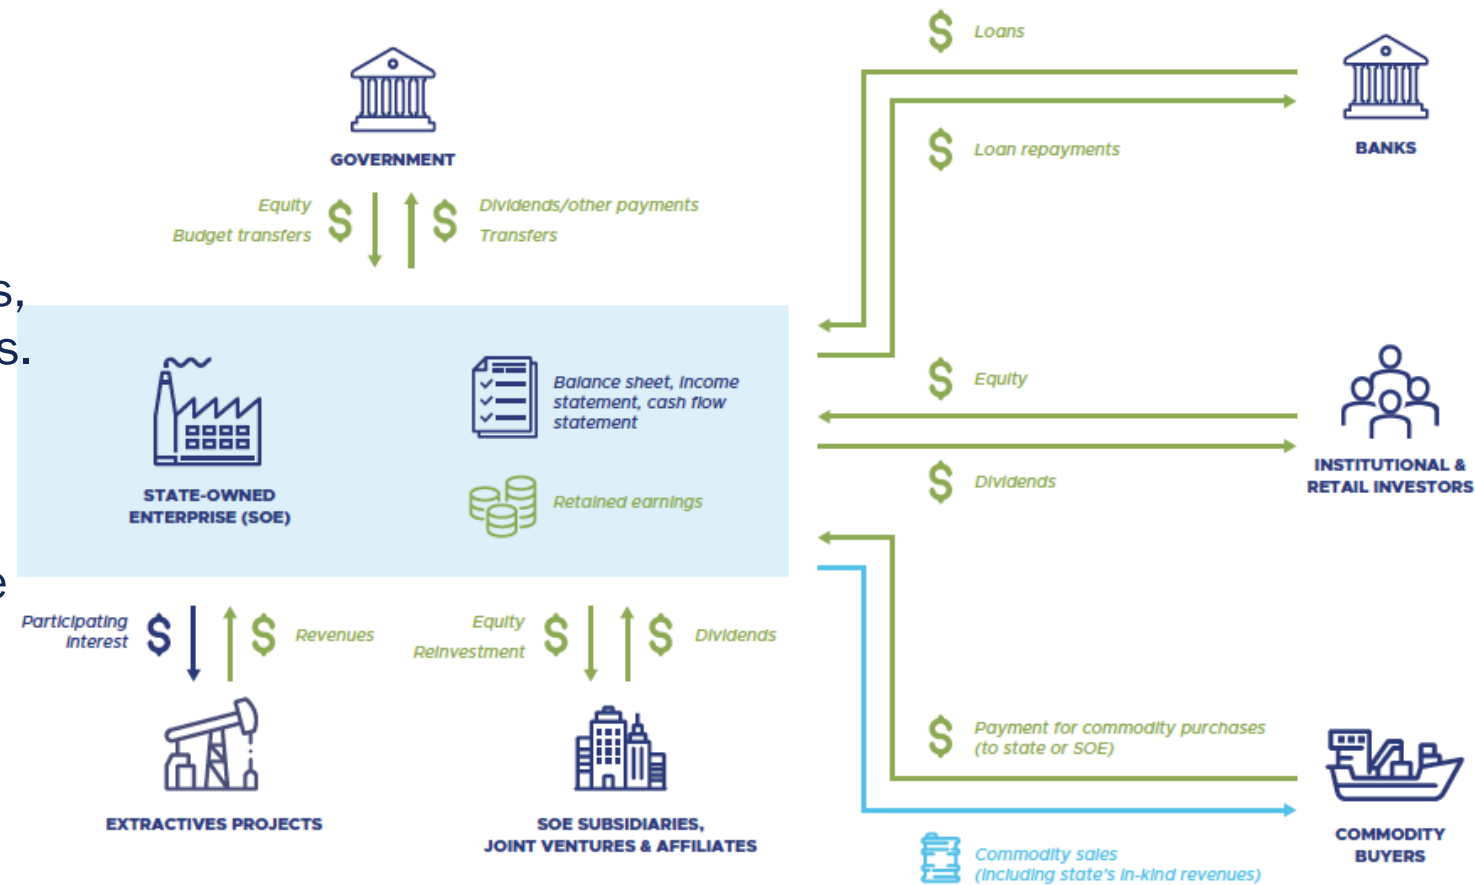 Loans
Loan repayments
BANKS
GOVERNMENT
Equity
Budget transfers
$
$
Dividends/other payments
Transfers
s,
s.
e
STATE-OWNED
ENTERPRISE (SOE)
Balance sheet, income
statement, cash flow
statement
Retained earnings
$
Equity
$
Dividends
INSTITUTIONAL &
RETAIL INVESTORS
Participating
interest
$
$
Revenues
Equity
Reinvestment
$
$
Dividends
EXTRACTIVES PROJECTS
SOE SUBSIDIARIES,
JOINT VENTURES & AFFILIATES
$
Payment for commodity purchases
(to state or SOE)
Commodity sales
(including state's in-kind revenues)
COMMODITY
BUYERS
$
$